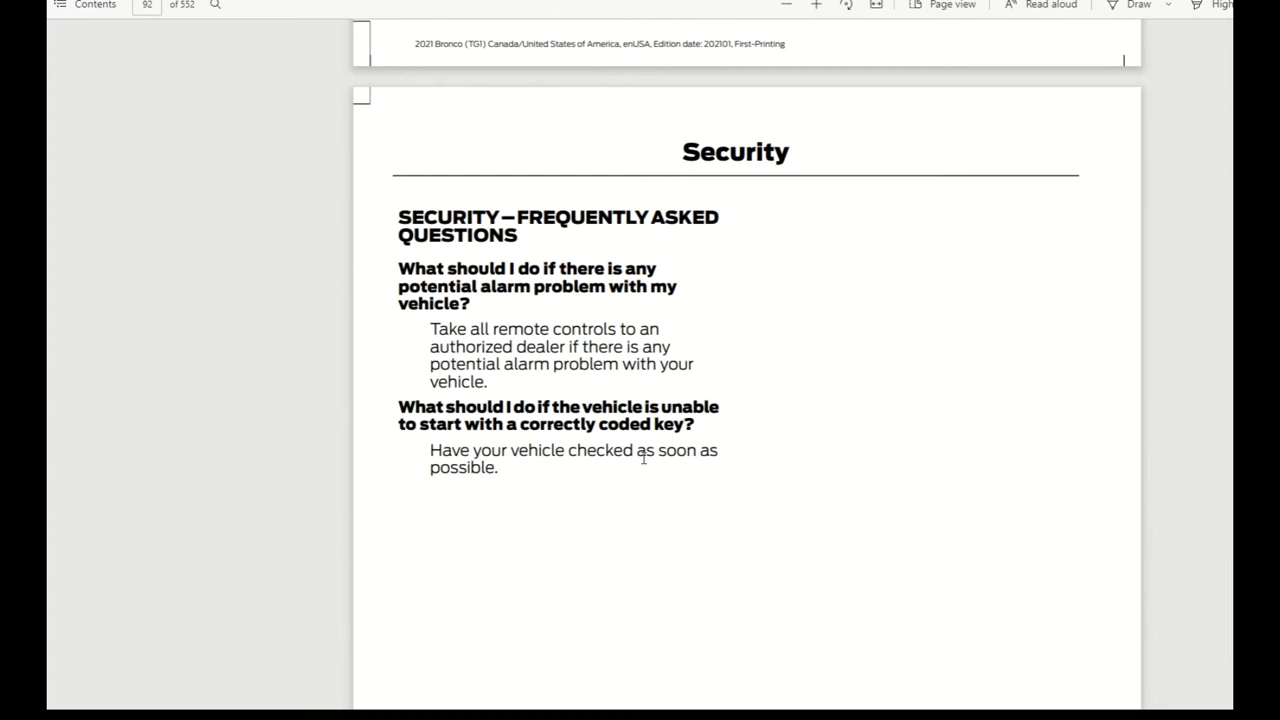 Contents 92 of 552 Page view Read aloud Draw
2021 Bronco (TG1) Canada/United States of America, enUSA, Edition date: 202101, First-Printing
Security
SECURITY – FREQUENTLY ASKED
QUESTIONS
What should I do if there is any
potential alarm problem with my
vehicle?
Take all remote controls to an
authorized dealer if there is any
potential alarm problem with your
vehicle.
What should I do if the vehicle is unable
to start with a correctly coded key?
Have your vehicle checked as soon as
possible.